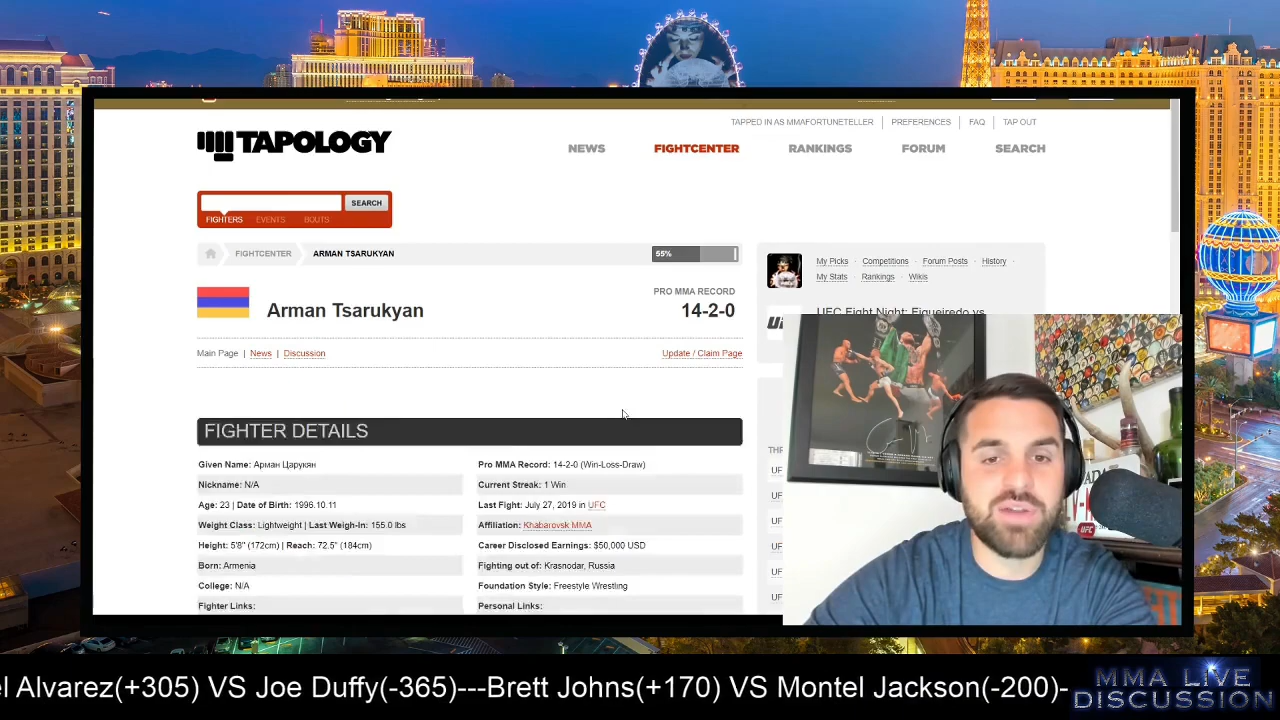 TAPOLOGY
TAPPED IN AS MMAFORTUNETELLER PREFERENCES FAQ TAP OUT
NEWS FIGHTCENTER RANKINGS FORUM SEARCH
SEARCH
FIGHTERS EVENTS BOUTS
FIGHTCENTER ARMAN TSARUKYAN 55%
My Picks · Competitions · Forum Posts · History ·
My Stats · Rankings · Wikis
PRO MMA RECORD
Arman Tsarukyan 14-2-0
UFC Fight Night: Figueiredo vs
Main Page | News | Discussion Update / Claim Page
FIGHTER DETAILS
Given Name: Арман Царукян Pro MMA Record: 14-2-0 (Win-Loss-Draw)
Nickname: N/A Current Streak: 1 Win
Age: 23 | Date of Birth: 1996.10.11 Last Fight: July 27, 2019 in UFC
Weight Class: Lightweight | Last Weigh-In: 155.0 lbs Affiliation: Khabarovsk MMA
Height: 5'8" (172cm) | Reach: 72.5" (184cm) Career Disclosed Earnings: $50,000 USD
Born: Armenia Fighting out of: Krasnodar, Russia
College: N/A Foundation Style: Freestyle Wrestling
Fighter Links: Personal Links:
UFC
el Alvarez(+305) VS Joe Duffy(-365)---Brett Johns(+170) VS Montel Jackson(-200)-
MMA LIVE
DISCUSSION